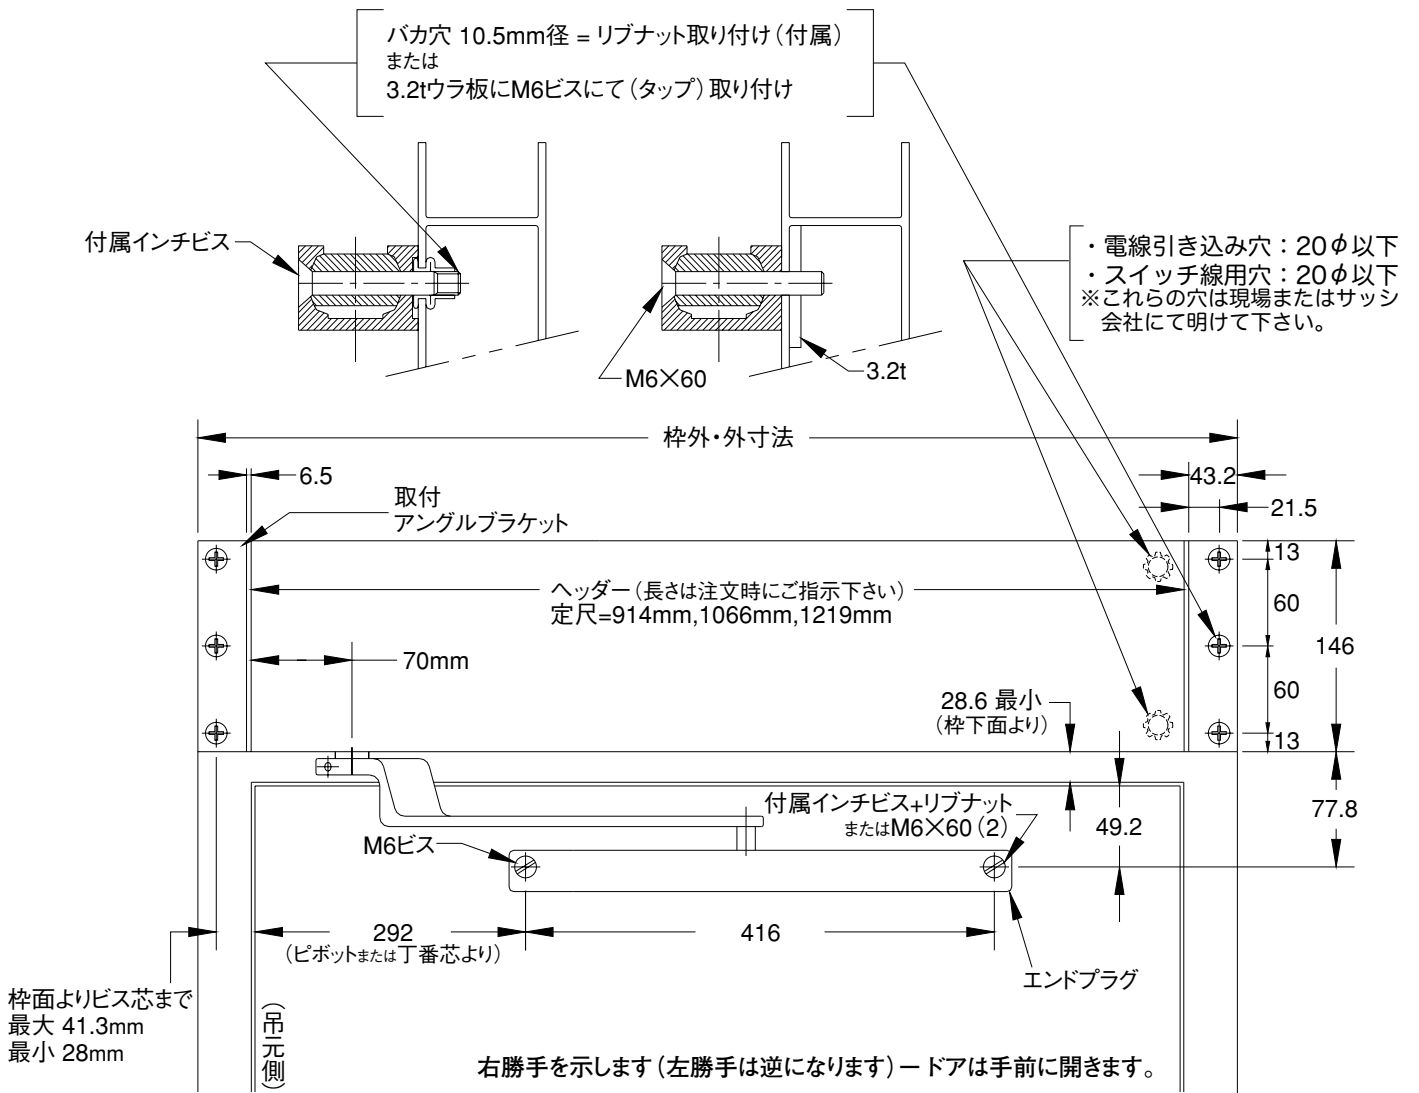 バカ穴 10.5mm径 = リブナット取り付け（付属）
または
3.2tウラ板にM6ビスにて（タップ）取り付け
付属インチビス
・電線引き込み穴：20φ以下
・スイッチ線用穴：20φ以下
※これらの穴は現場またはサッシ
会社にて明けて下さい。
M6×60
3.2t
枠外・外寸法
6.5
43.2
取付
アングルブラケット
21.5
13
ヘッダー（長さは注文時にご指示下さい）
定尺=914mm,1066mm,1219mm
60
146
70mm
60
28.6 最小
（枠下面より）
13
付属インチビス+リブナット
またはM6×60（2）
77.8
49.2
M6ビス
292
（ピボットまたは丁番芯より）
416
エンドプラグ
枠面よりビス芯まで
最大 41.3mm
最小 28mm
（吊元側）
右勝手を示します（左勝手は逆になります）ードアは手前に開きます。